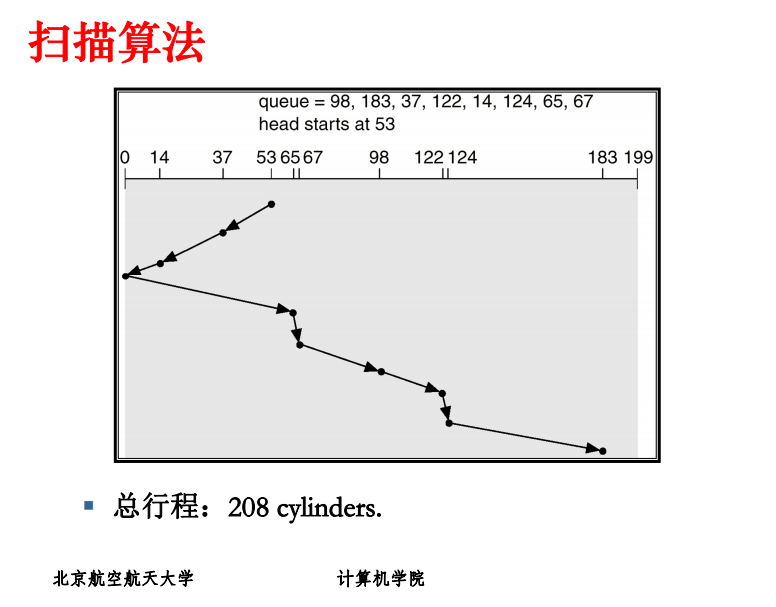 扫描算法
queue = 98, 183, 37, 122, 14, 124, 65, 67
head starts at 53
0 14 37 53 65 67 98 122 124 183 199
总行程：208 cylinders.
北京航空航天大学 计算机学院